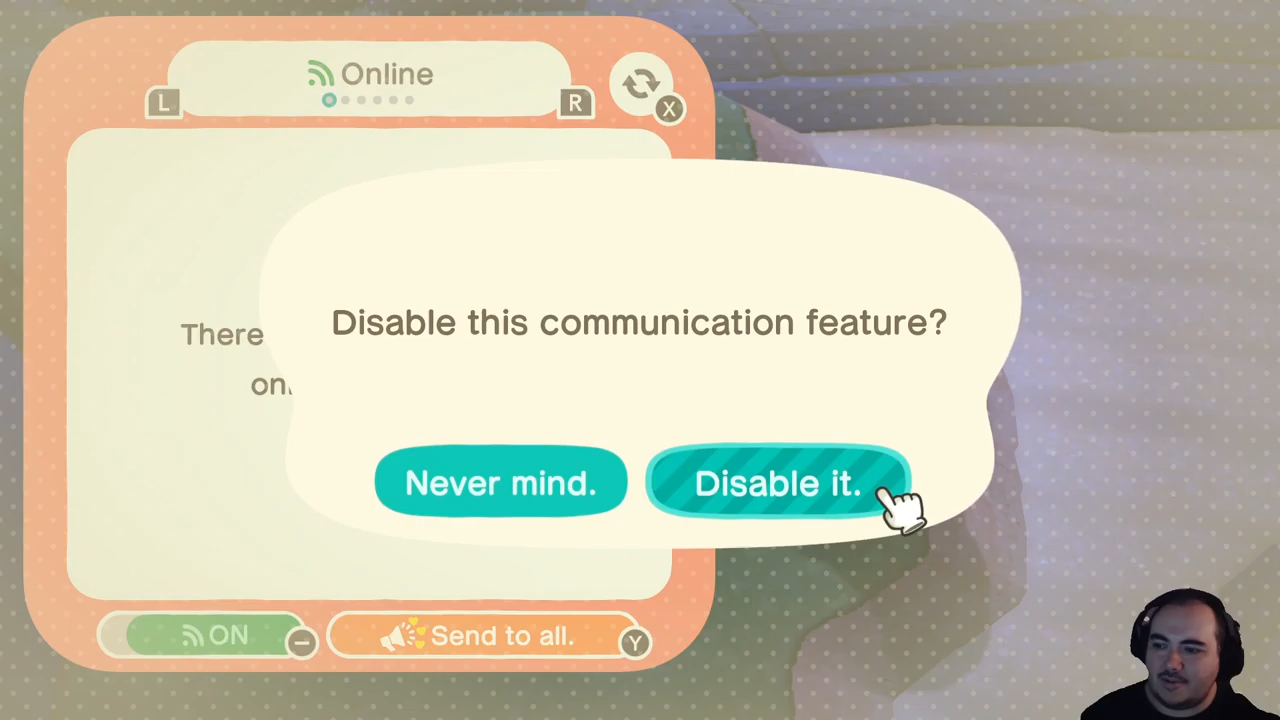 Online
L
R
X
There
on
Disable this communication feature?
Never mind.
Disable it.
ON
Send to all.
Y